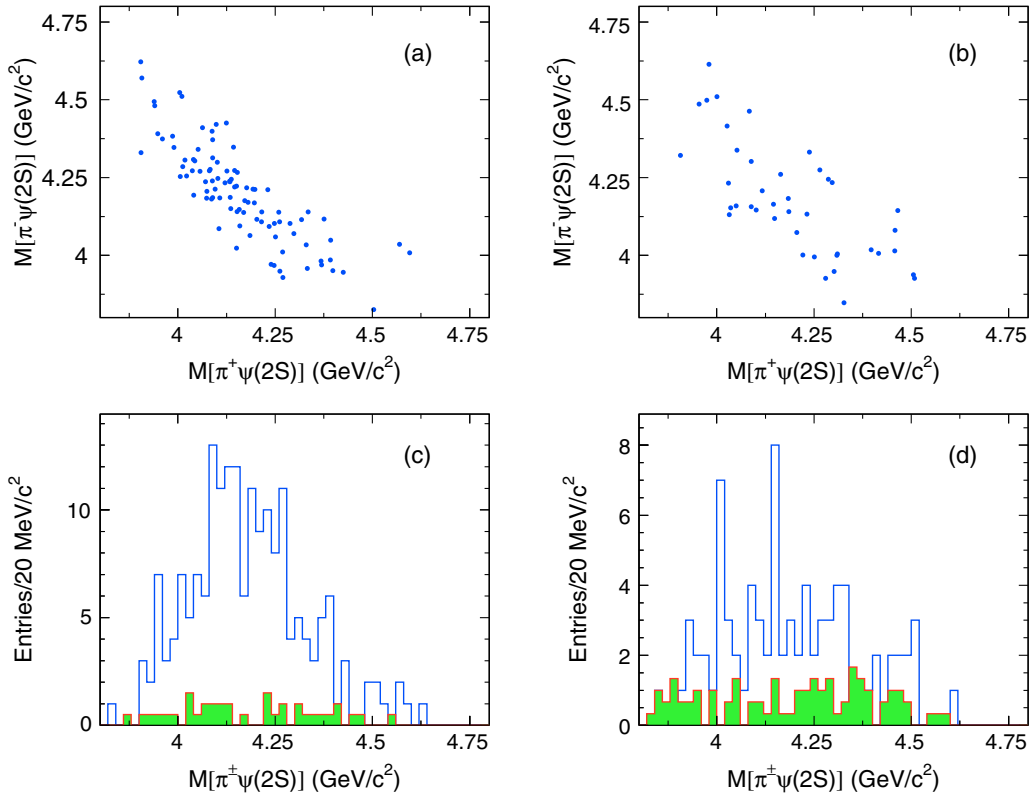 (a)
M[π⁻ψ(2S)] (GeV/c²)
4.75
4.5
4.25
4
4 4.25 4.5 4.75
M[π⁺ψ(2S)] (GeV/c²)
(b)
M[π⁻ψ(2S)] (GeV/c²)
4.75
4.5
4.25
4
4 4.25 4.5 4.75
M[π⁺ψ(2S)] (GeV/c²)
(c)
Entries/20 MeV/c²
10
5
0
4 4.25 4.5 4.75
M[π±ψ(2S)] (GeV/c²)
(d)
Entries/20 MeV/c²
8
6
4
2
0
4 4.25 4.5 4.75
M[π±ψ(2S)] (GeV/c²)